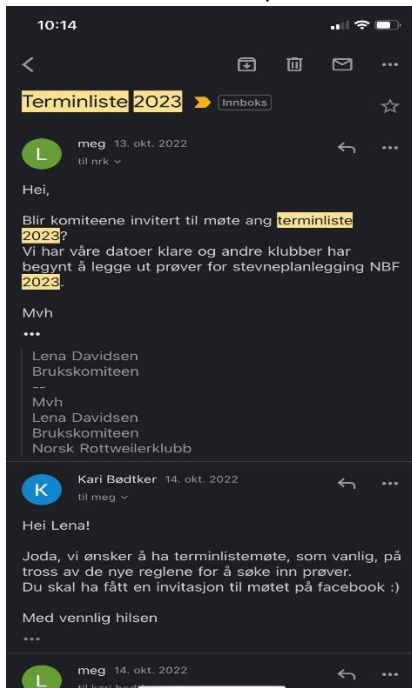 10:14
Terminliste 2023 Innboks
L
meg 13. okt. 2022
til nrk
Hei,
Blir komiteene invitert til møte ang terminliste
2023?
Vi har våre datoer klare og andre klubber har
begynt å legge ut prøver for stevneplanlegging NBF
2023.
Mvh
•••
Lena Davidsen
Brukskomiteen
--
Mvh
Lena Davidsen
Brukskomiteen
Norsk Rottweilerklubb
K
Kari Bødtker 14. okt. 2022
til meg
Hei Lena!
Joda, vi ønsker å ha terminlistemøte, som vanlig, på
tross av de nye reglene for å søke inn prøver.
Du skal ha fått en invitasjon til møtet på facebook :)
Med vennlig hilsen
•••
L
meg 14. okt. 2022